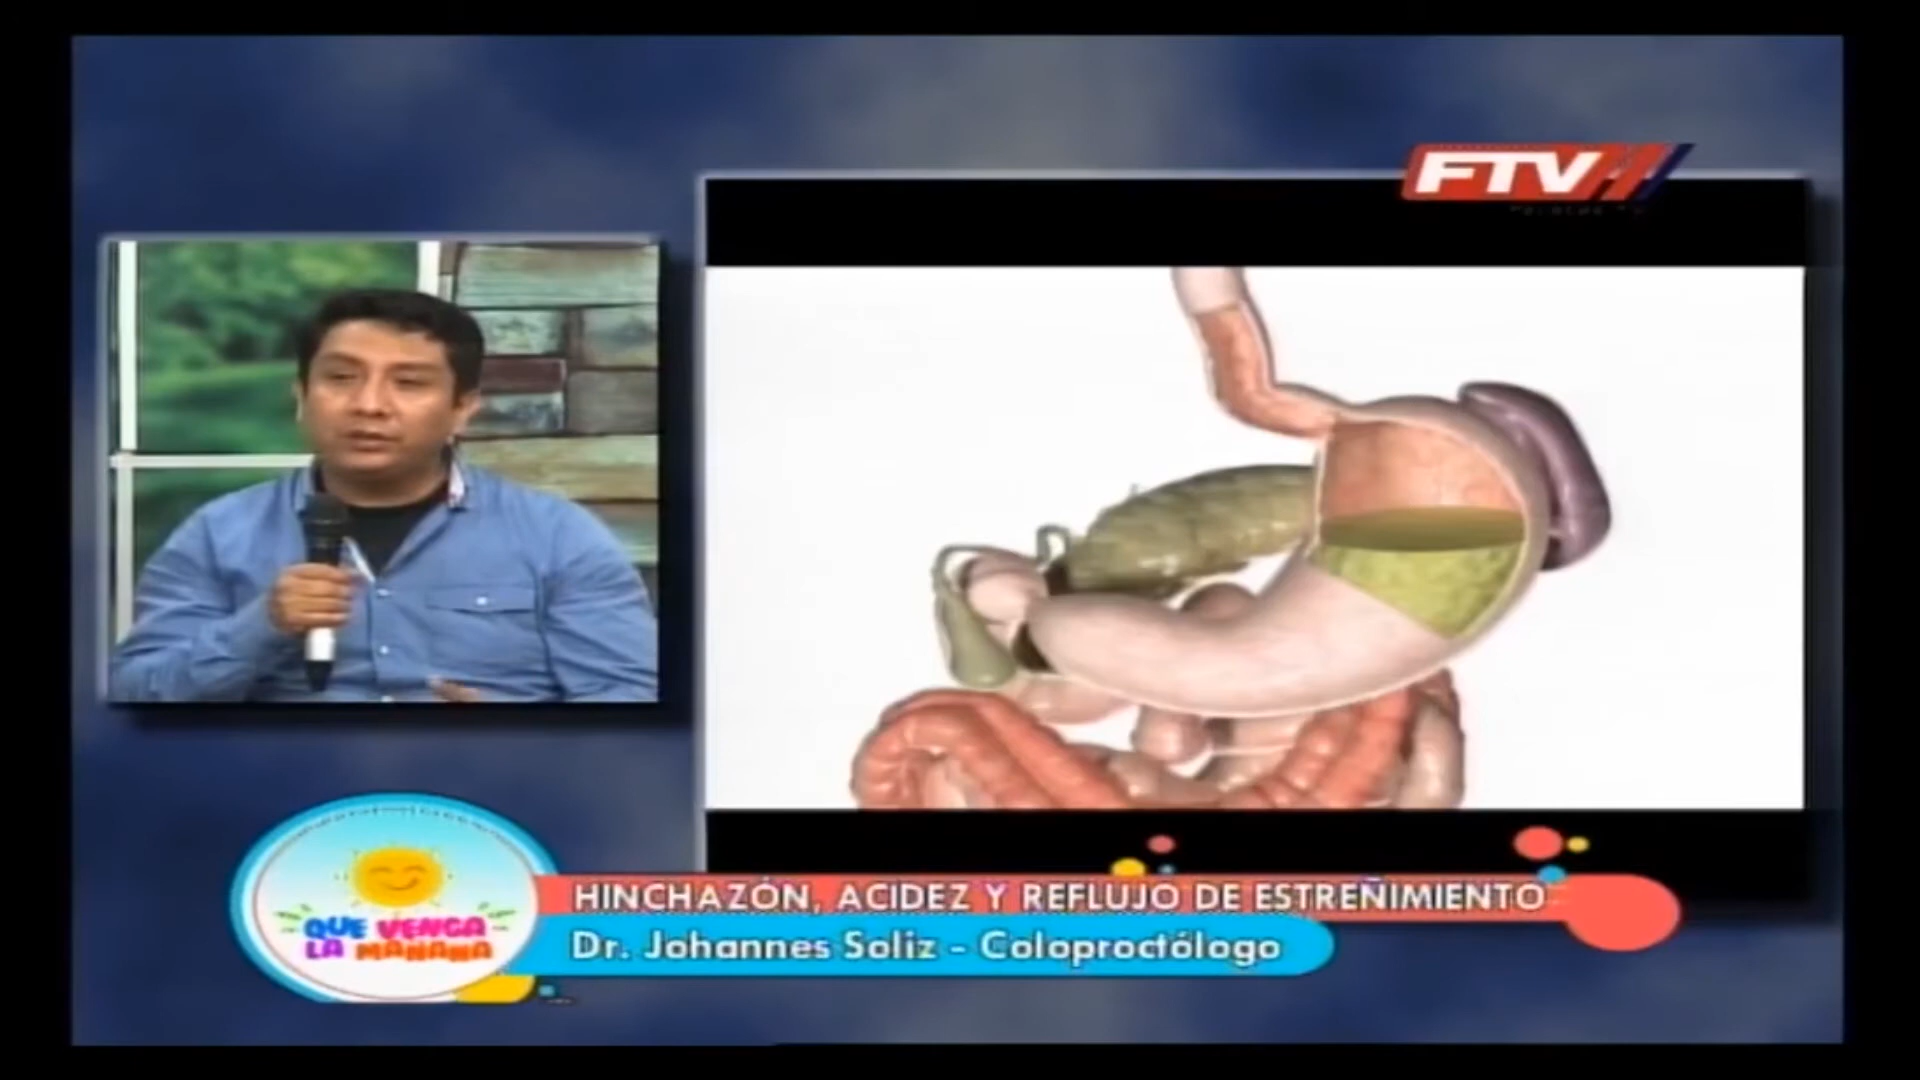 FTV
HINCHAZÓN, ACIDEZ Y REFLUJO DE ESTREÑIMIENTO
QUE VENGA
LA MAÑANA
Dr. Johannes Soliz - Coloproctólogo